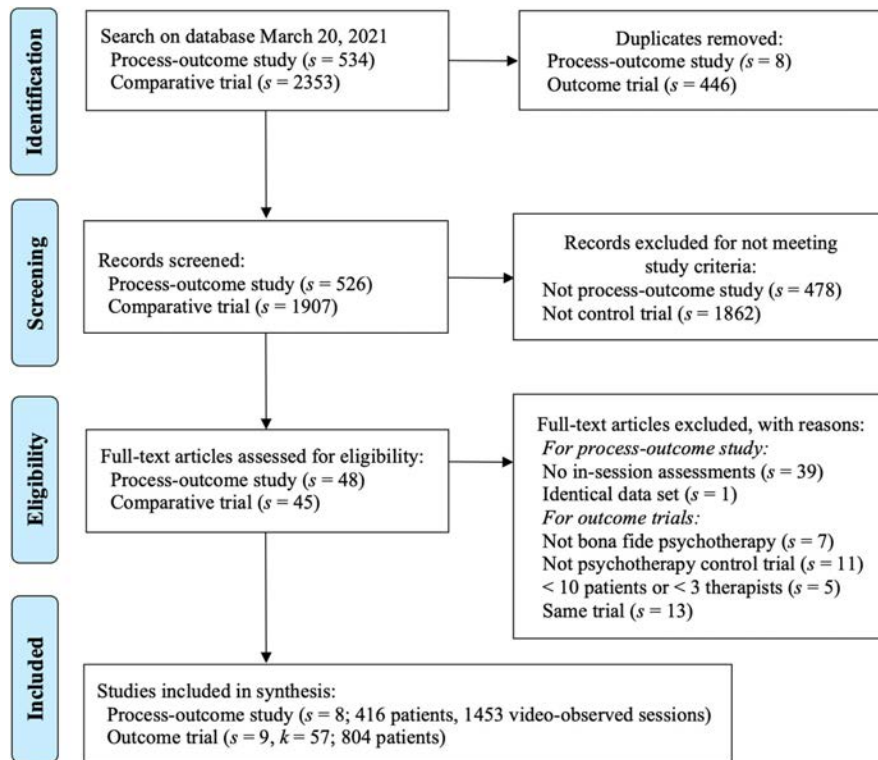 Identification
Search on database March 20, 2021
Process-outcome study (s = 534)
Comparative trial (s = 2353)
Duplicates removed:
Process-outcome study (s = 8)
Outcome trial (s = 446)
Screening
Records screened:
Process-outcome study (s = 526)
Comparative trial (s = 1907)
Records excluded for not meeting
study criteria:
Not process-outcome study (s = 478)
Not control trial (s = 1862)
Eligibility
Full-text articles assessed for eligibility:
Process-outcome study (s = 48)
Comparative trial (s = 45)
Full-text articles excluded, with reasons:
For process-outcome study:
No in-session assessments (s = 39)
Identical data set (s = 1)
For outcome trials:
Not bona fide psychotherapy (s = 7)
Not psychotherapy control trial (s = 11)
< 10 patients or < 3 therapists (s = 5)
Same trial (s = 13)
Included
Studies included in synthesis:
Process-outcome study (s = 8; 416 patients, 1453 video-observed sessions)
Outcome trial (s = 9, k = 57; 804 patients)